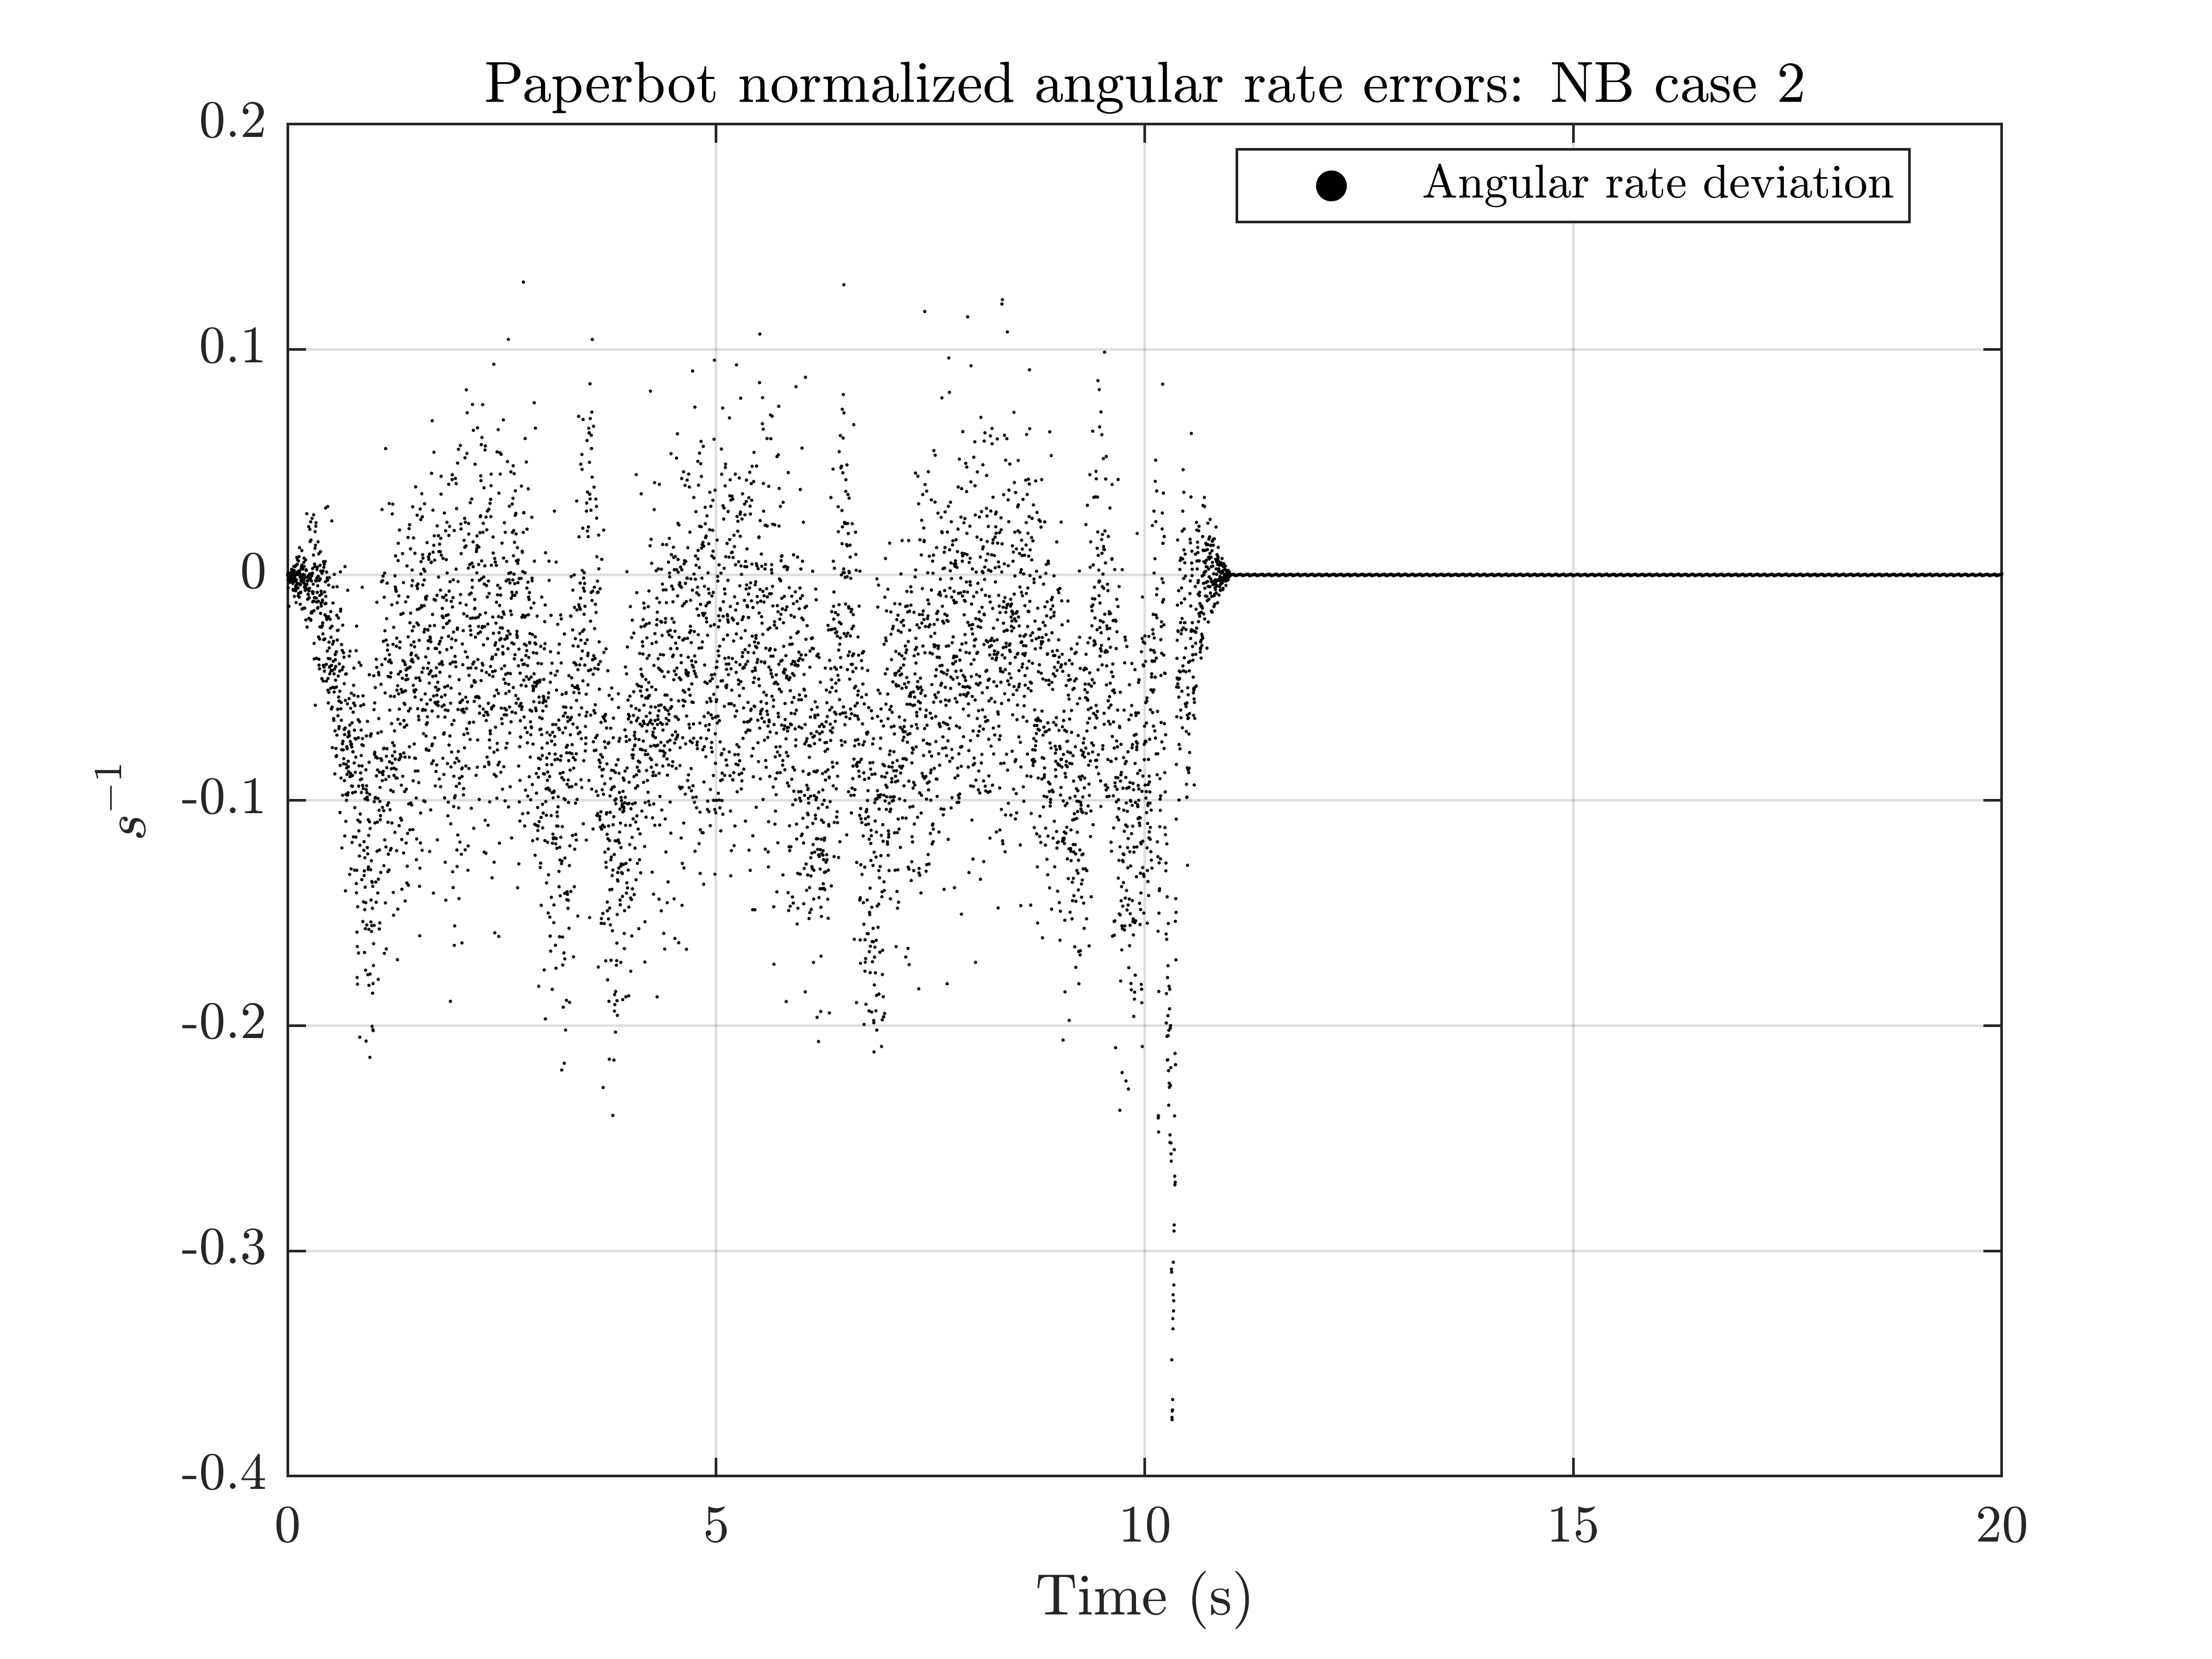 Paperbot normalized angular rate errors: NB case 2
0.2
Angular rate deviation
0.1
0
-0.1
s⁻¹
-0.2
-0.3
-0.4
0 5 10 15 20
Time (s)